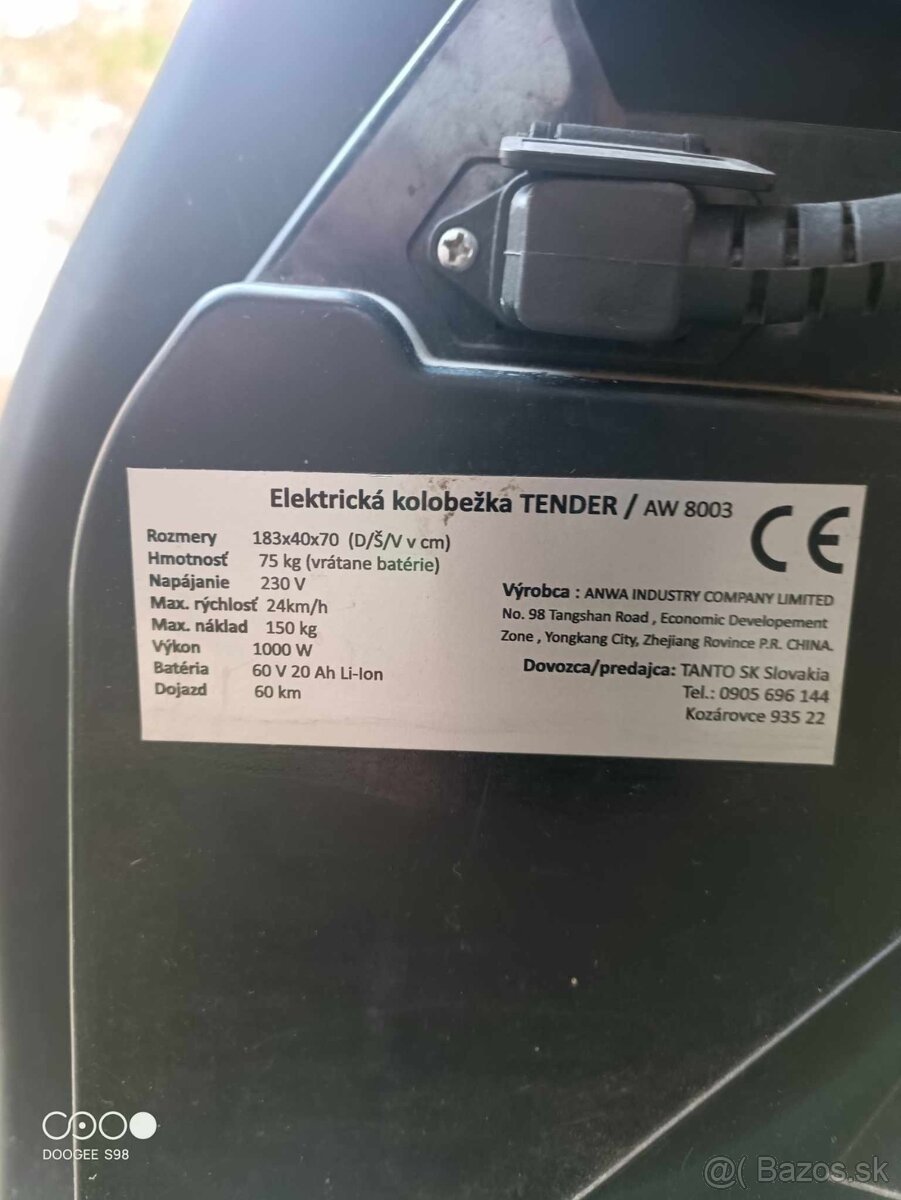 Elektrická kolobežka TENDER / AW 8003
CE
Rozmery 183x40x70 (D/Š/V v cm)
Hmotnosť 75 kg (vrátane batérie)
Napájanie 230 V
Max. rýchlosť 24km/h
Max. náklad 150 kg
Výkon 1000 W
Batéria 60 V 20 Ah Li-Ion
Dojazd 60 km
Výrobca : ANWA INDUSTRY COMPANY LIMITED
No. 98 Tangshan Road , Economic Developement
Zone , Yongkang City, Zhejiang Rovince P.R. CHINA.
Dovozca/predajca: TANTO SK Slovakia
Tel.: 0905 696 144
Kozárovce 935 22
DOOGEE S98
@( Bazos.sk